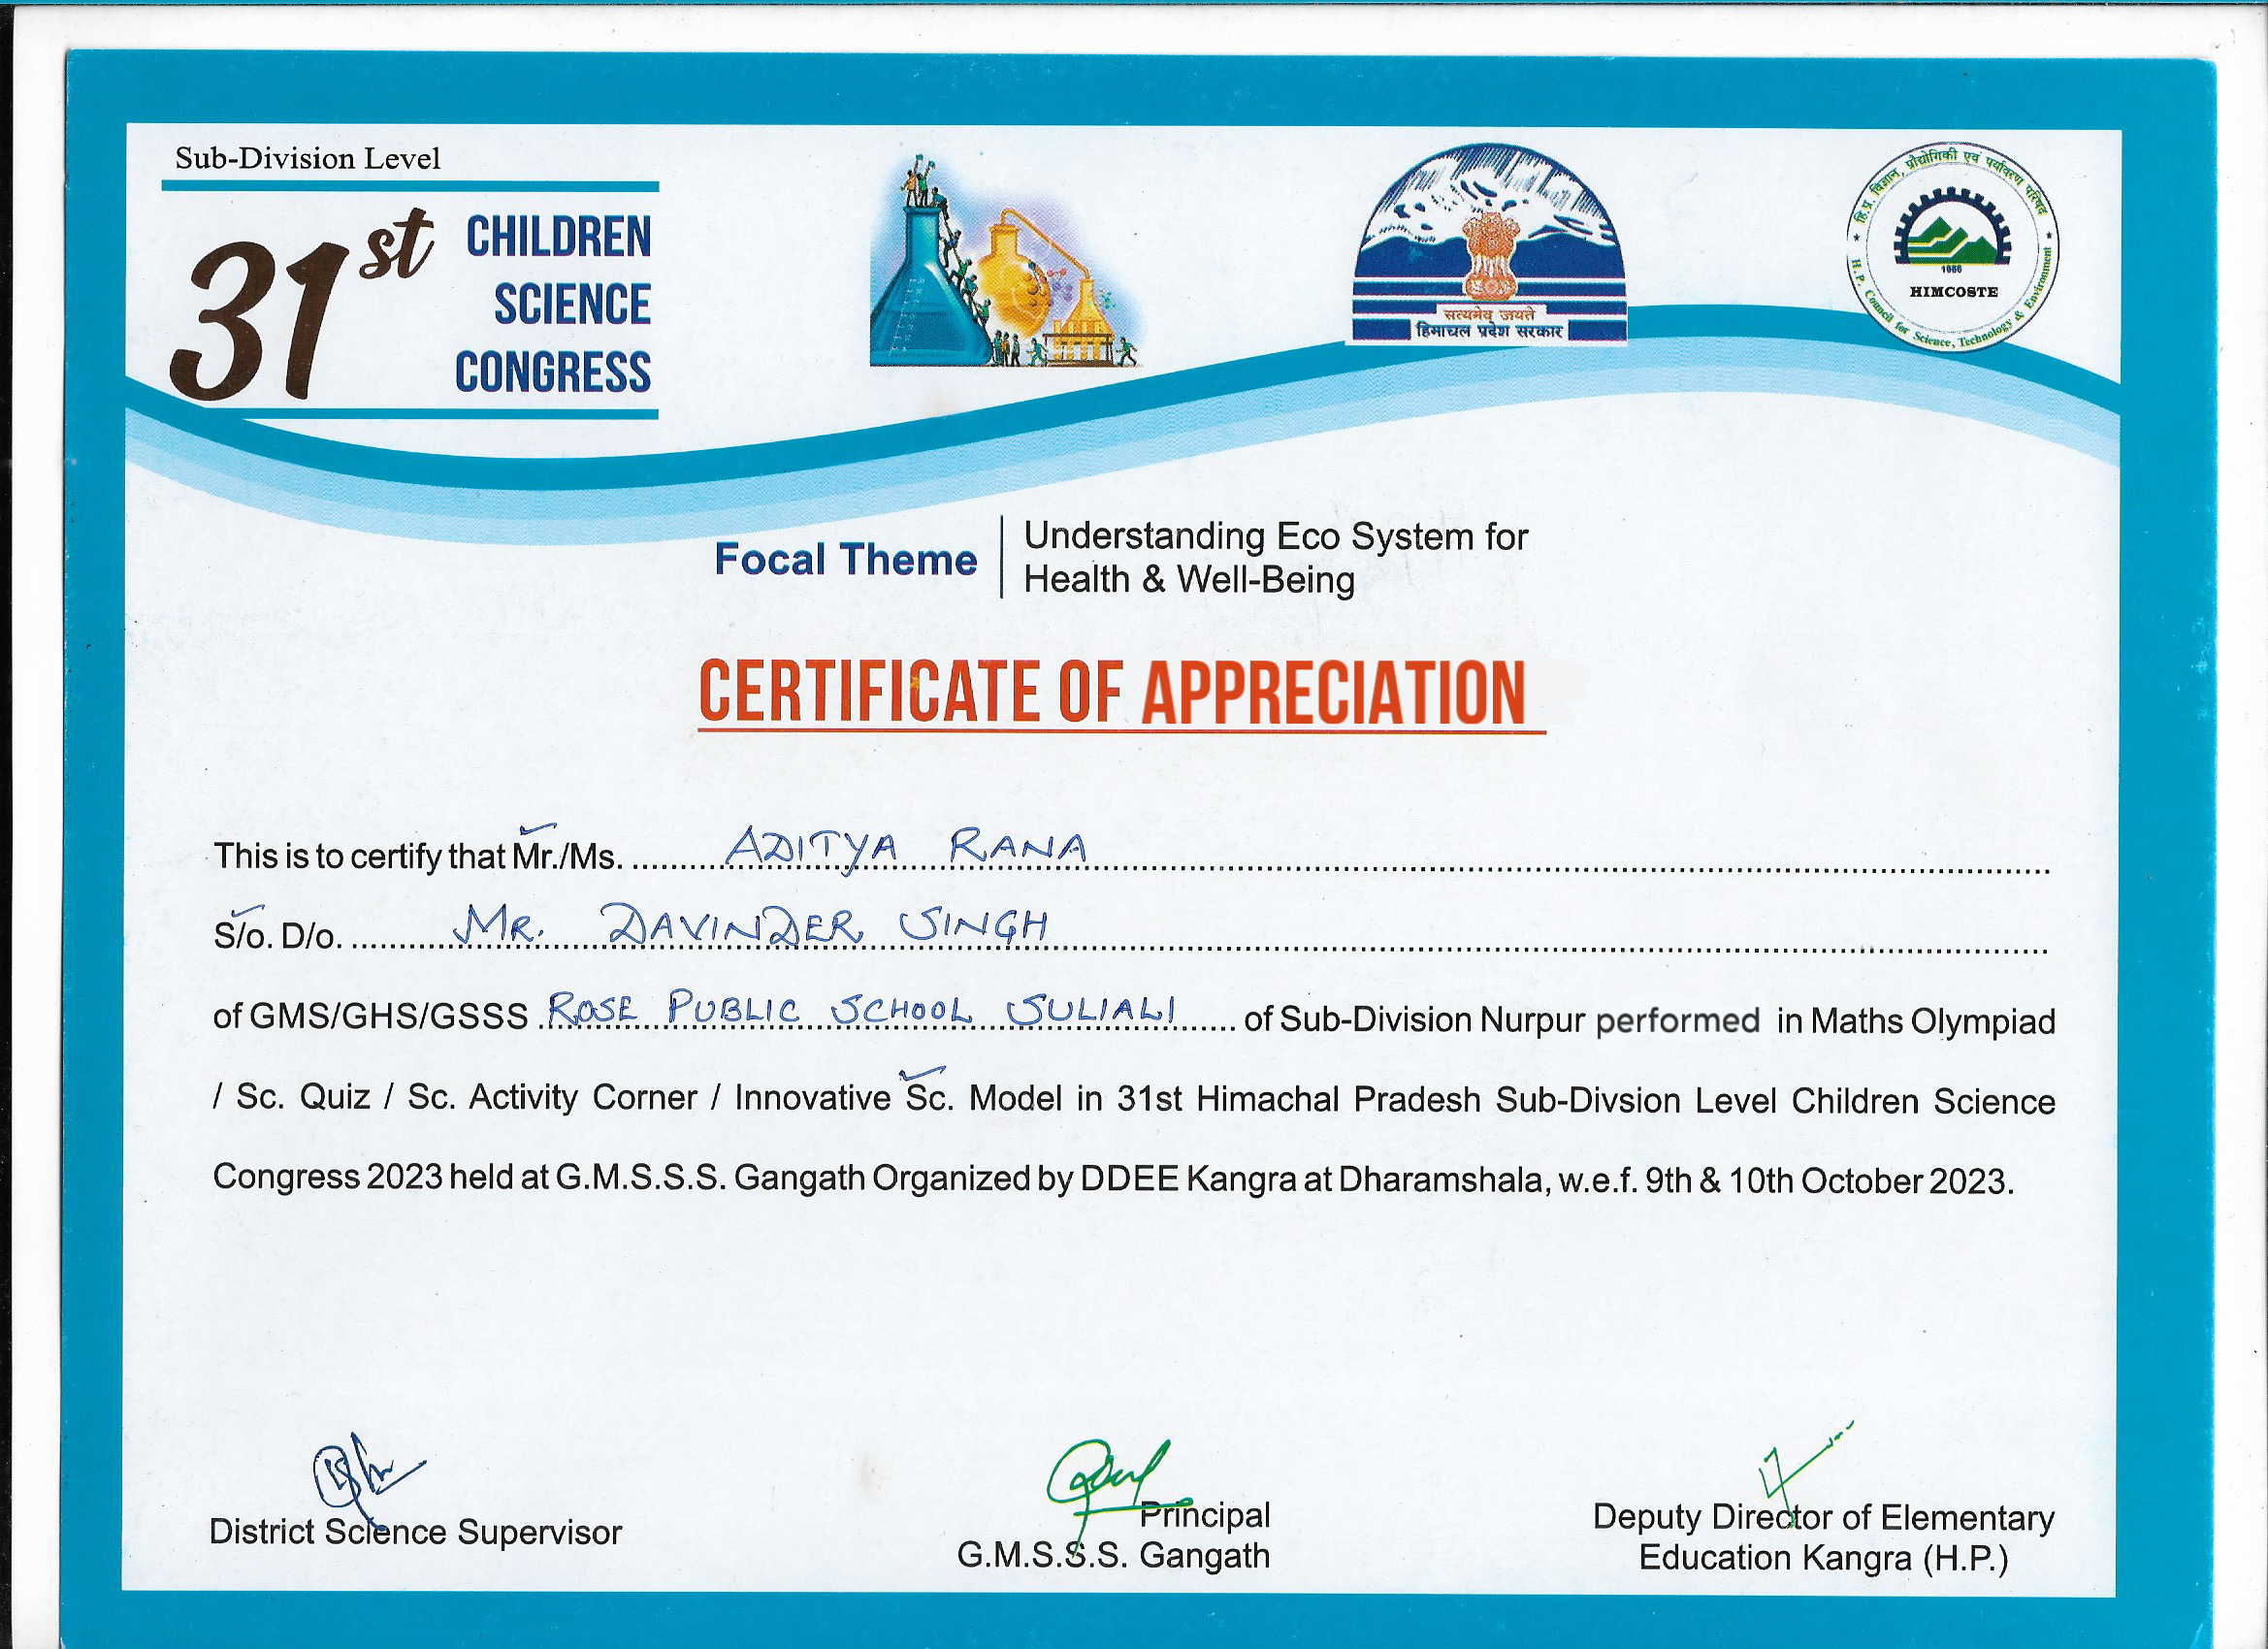 Sub-Division Level
31st CHILDREN
SCIENCE
CONGRESS
सत्यमेव जयते
हिमाचल प्रदेश सरकार
हि.प्र. विज्ञान, प्रौद्योगिकी एवं पर्यावरण परिषद
1986
HIMCOSTE
H.P. Council for Science, Technology & Environment
Focal Theme
Understanding Eco System for
Health & Well-Being
CERTIFICATE OF APPRECIATION
This is to certify that Mr./Ms. ADITYA RANA
S/o. D/o. MR. DAVINDER SINGH
of GMS/GHS/GSSS ROSE PUBLIC SCHOOL SULIALI of Sub-Division Nurpur performed in Maths Olympiad
/ Sc. Quiz / Sc. Activity Corner / Innovative Sc. Model in 31st Himachal Pradesh Sub-Divsion Level Children Science
Congress 2023 held at G.M.S.S.S. Gangath Organized by DDEE Kangra at Dharamshala, w.e.f. 9th & 10th October 2023.
District Science Supervisor
Principal
G.M.S.S.S. Gangath
Deputy Director of Elementary
Education Kangra (H.P.)